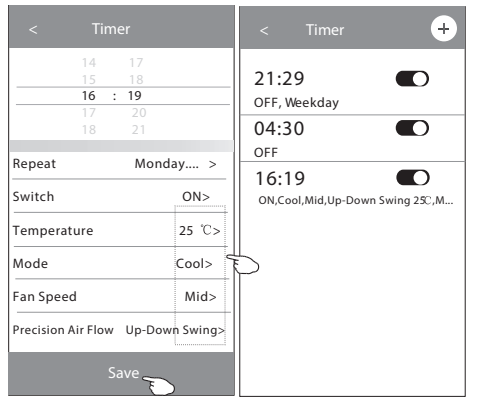 < Timer
14 17
15 18
16 : 19
17 20
18 21
Repeat Monday.... >
Switch ON>
Temperature 25 ℃>
Mode Cool>
Fan Speed Mid>
Precision Air Flow Up-Down Swing>
Save
< Timer +
21:29
OFF, Weekday
04:30
OFF
16:19
ON,Cool,Mid,Up-Down Swing 25℃,M...